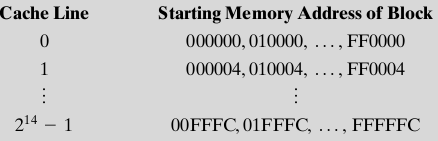 Cache Line Starting Memory Address of Block
0 000000, 010000, …, FF0000
1 000004, 010004, …, FF0004
⋮ ⋮
2^14 − 1 00FFFC, 01FFFC, …, FFFFFC